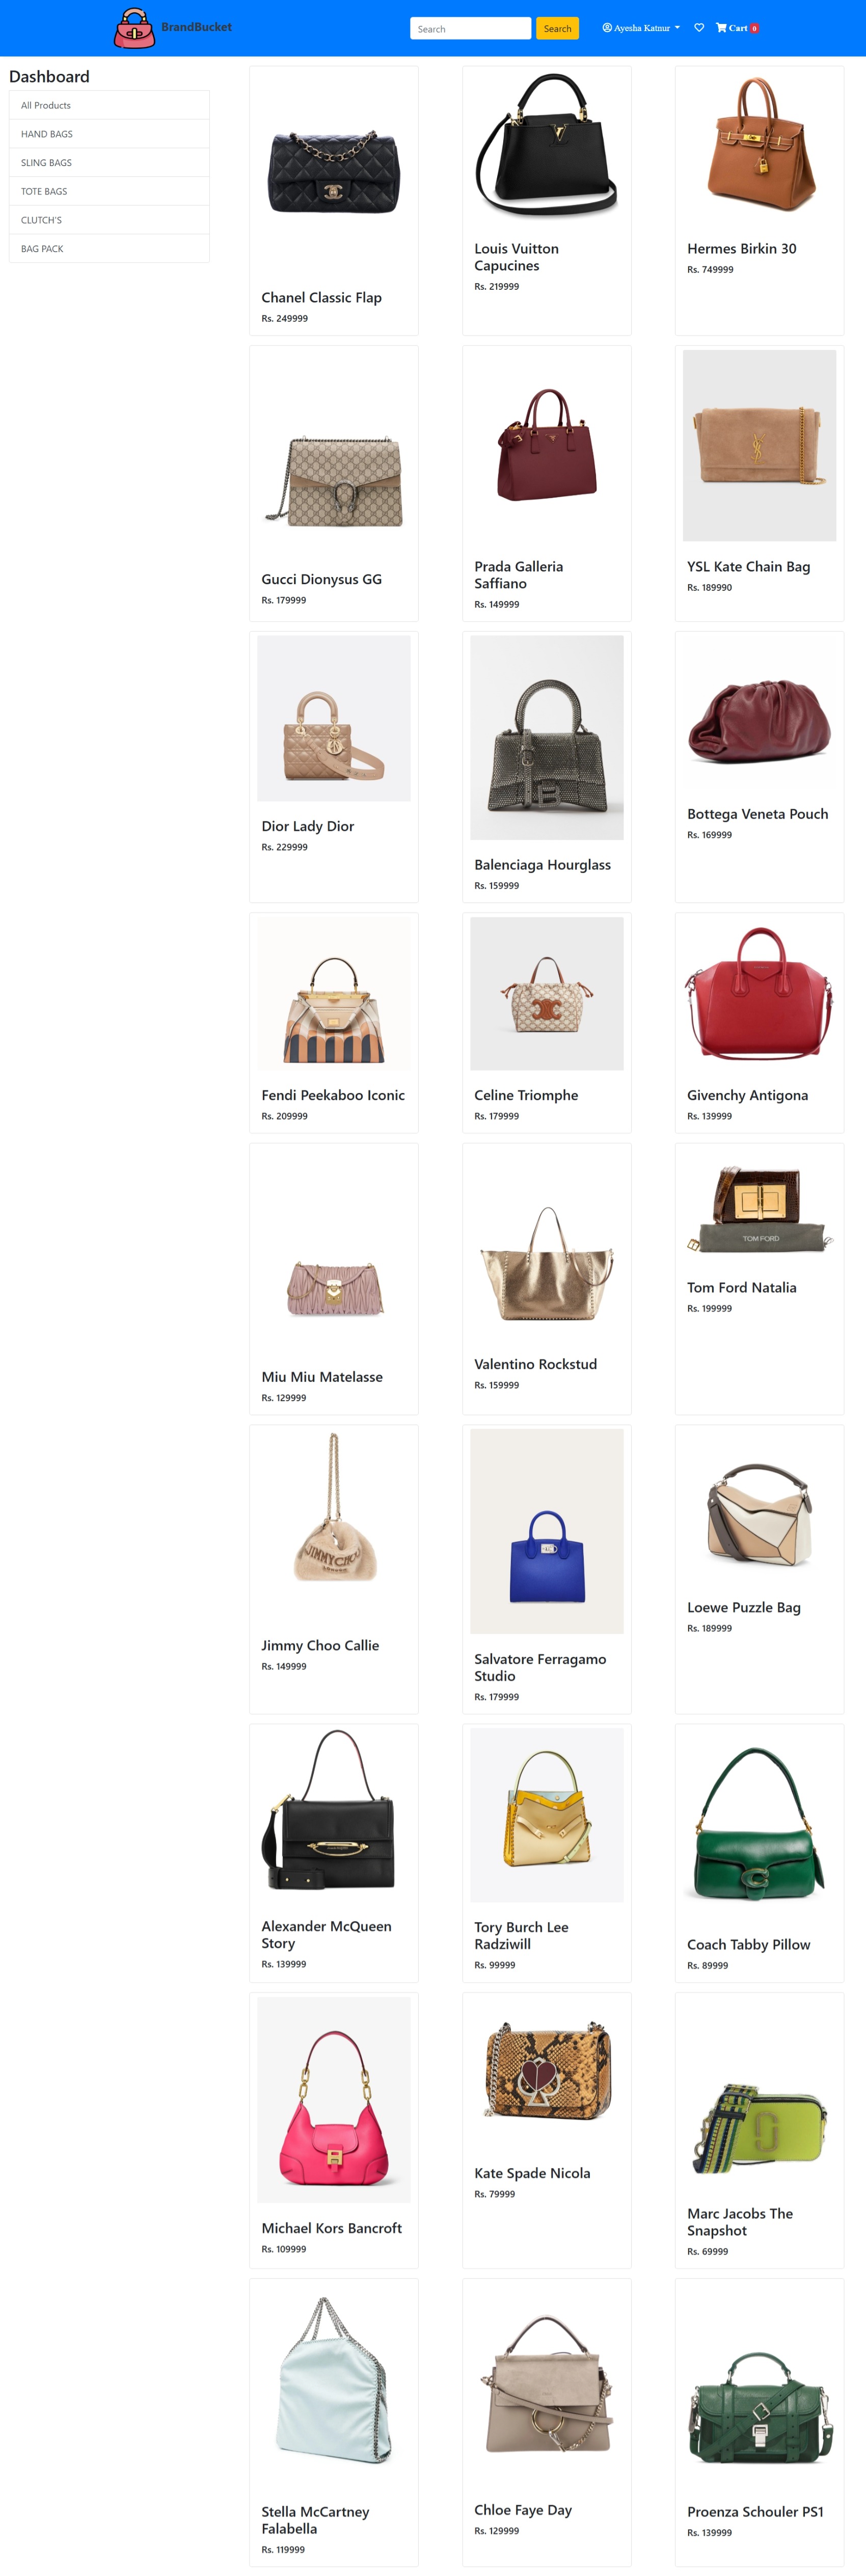 BrandBucket
Search
Search
Ayesha Katnur
Cart 0
Dashboard
All Products
HAND BAGS
SLING BAGS
TOTE BAGS
CLUTCH'S
BAG PACK
Chanel Classic Flap
Rs. 249999
Louis Vuitton
Capucines
Rs. 219999
Hermes Birkin 30
Rs. 749999
Gucci Dionysus GG
Rs. 179999
Prada Galleria
Saffiano
Rs. 149999
YSL Kate Chain Bag
Rs. 189990
Dior Lady Dior
Rs. 229999
Balenciaga Hourglass
Rs. 159999
Bottega Veneta Pouch
Rs. 169999
Fendi Peekaboo Iconic
Rs. 209999
Celine Triomphe
Rs. 179999
Givenchy Antigona
Rs. 139999
Miu Miu Matelasse
Rs. 129999
Valentino Rockstud
Rs. 159999
TOM FORD
Tom Ford Natalia
Rs. 199999
JIMMY CHOO
LONDON
Jimmy Choo Callie
Rs. 149999
Salvatore Ferragamo
Studio
Rs. 179999
Loewe Puzzle Bag
Rs. 189999
Alexander McQueen
Story
Rs. 139999
Tory Burch Lee
Radziwill
Rs. 99999
Coach Tabby Pillow
Rs. 89999
Michael Kors Bancroft
Rs. 109999
Kate Spade Nicola
Rs. 79999
Marc Jacobs The
Snapshot
Rs. 69999
Stella McCartney
Falabella
Rs. 119999
Chloe Faye Day
Rs. 129999
Proenza Schouler PS1
Rs. 139999